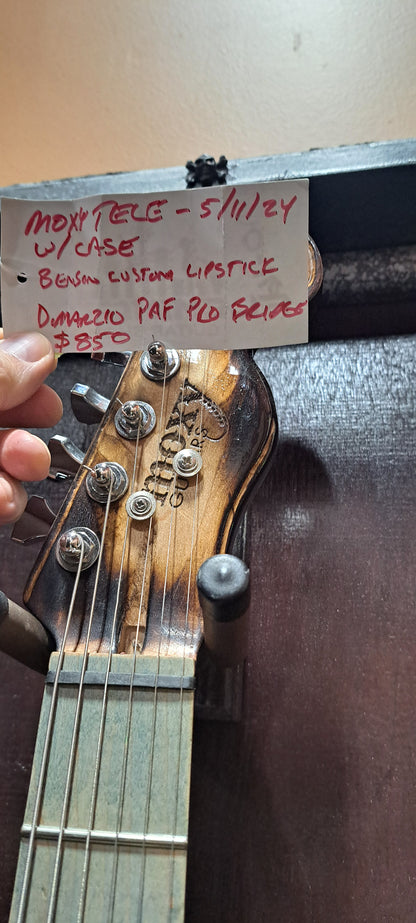 MOXY TELE - 5/11/24
W/ CASE
BENSON CUSTOM LIPSTICK
DIMARZIO PAF PRO BRIDGE
$850
moxy
GUITARS